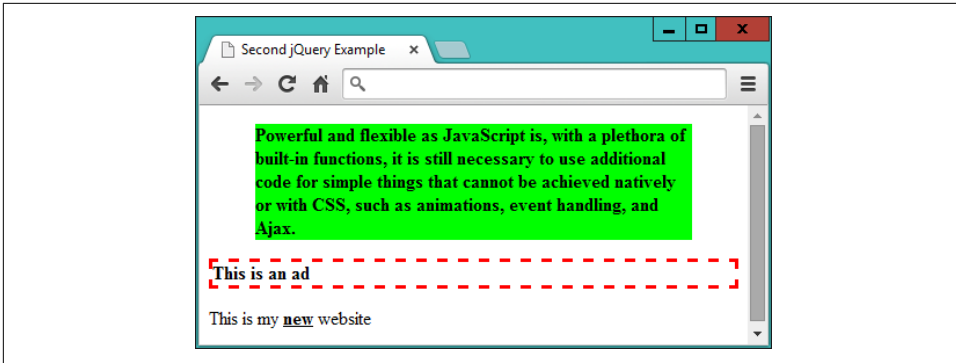 Second jQuery Example
Powerful and flexible as JavaScript is, with a plethora of
built-in functions, it is still necessary to use additional
code for simple things that cannot be achieved natively
or with CSS, such as animations, event handling, and
Ajax.
This is an ad
This is my new website